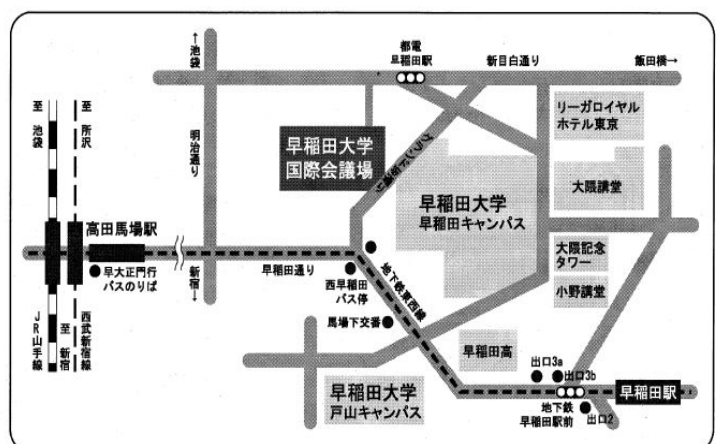 ↑池袋
都電
早稲田駅
新目白通り
飯田橋→
至池袋
至所沢
明治通り
早稲田大学
国際会議場
グランド坂通り
リーガロイヤル
ホテル東京
早稲田大学
早稲田キャンパス
大隈講堂
高田馬場駅
早大正門行
バスのりば
新宿↓
早稲田通り
西早稲田
バス停
地下鉄東西線
大隈記念
タワー
小野講堂
馬場下交番
JR山手線
至新宿
西武新宿線
早稲田高
出口3a
出口3b
早稲田大学
戸山キャンパス
地下鉄
早稲田駅前
出口2
早稲田駅